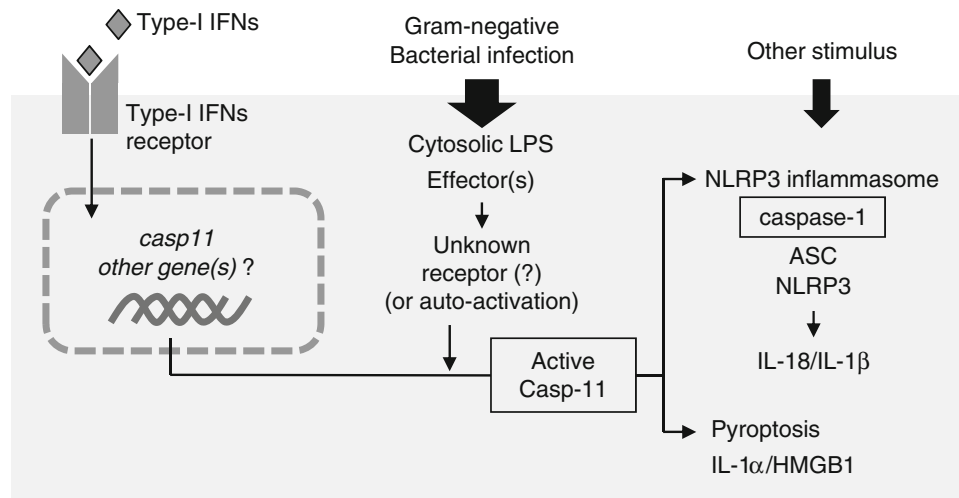 Type-I IFNs
Type-I IFNs
receptor
casp11
other gene(s) ?
Gram-negative
Bacterial infection
Cytosolic LPS
Effector(s)
Unknown
receptor (?)
(or auto-activation)
Active
Casp-11
Other stimulus
NLRP3 inflammasome
caspase-1
ASC
NLRP3
IL-18/IL-1β
Pyroptosis
IL-1α/HMGB1